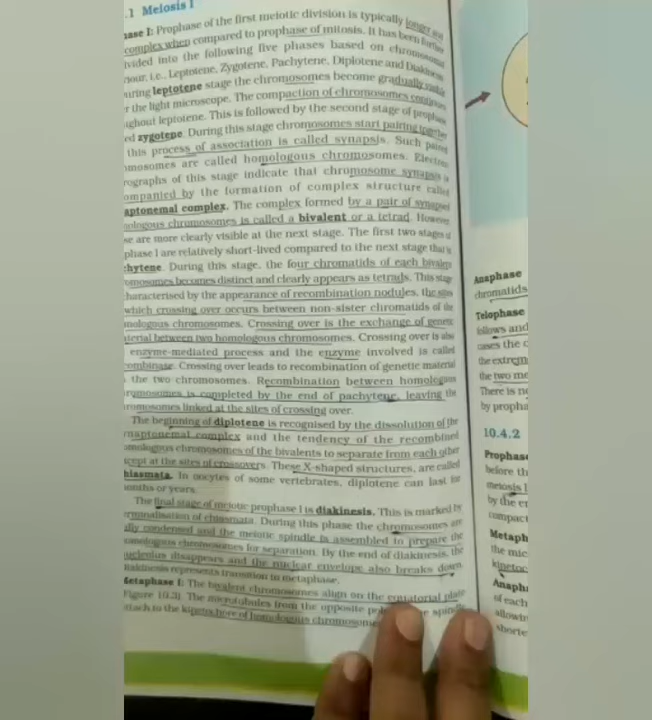 .1 Meiosis I
ase I: Prophase of the first meiotic division is typically longer and
complex when compared to prophase of mitosis. It has been further
vided into the following five phases based on chromosomal
iour, i.e., Leptotene, Zygotene, Pachytene, Diplotene and Diakinesis
uring leptotene stage the chromosomes become gradually visible
r the light microscope. The compaction of chromosomes continues
ughout leptotene. This is followed by the second stage of prophase
ed zygotene. During this stage chromosomes start pairing together
this process of association is called synapsis. Such paired
mosomes are called homologous chromosomes. Electron
rographs of this stage indicate that chromosome synapsis is
ompanied by the formation of complex structure called
aptonemal complex. The complex formed by a pair of synapsed
ologous chromosomes is called a bivalent or a tetrad. However
se are more clearly visible at the next stage. The first two stages of
phase I are relatively short-lived compared to the next stage that is
hytene. During this stage, the four chromatids of each bivalent
omosomes becomes distinct and clearly appears as tetrads. This stage
haracterised by the appearance of recombination nodules, the sites
which crossing over occurs between non-sister chromatids of the
mologous chromosomes. Crossing over is the exchange of genetic
terial between two homologous chromosomes. Crossing over is also
enzyme-mediated process and the enzyme involved is called
ombinase. Crossing over leads to recombination of genetic material
the two chromosomes. Recombination between homologous
romosomes is completed by the end of pachytene, leaving the
romosomes linked at the sites of crossing over.
The beginning of diplotene is recognised by the dissolution of the
naptonemal complex and the tendency of the recombined
omologous chromosomes of the bivalents to separate from each other
cept at the sites of crossovers. These X-shaped structures, are called
hiasmata. In oocytes of some vertebrates, diplotene can last for
onths or years.
The final stage of meiotic prophase I is diakinesis. This is marked by
erminalisation of chiasmata. During this phase the chromosomes are
ully condensed and the meiotic spindle is assembled to prepare the
omologous chromosomes for separation. By the end of diakinesis, the
ucleolus disappears and the nuclear envelope also breaks down.
iakinesis represents transition to metaphase.
Metaphase I: The bivalent chromosomes align on the equatorial plate
Figure 10.3). The microtubules from the opposite po spindle
ttach to the kinetochore of homologous chromosome
Anaphase
chromatids
Telophase
follows and
cases the c
the extrem
the two me
There is no
by propha
10.4.2
Prophase
before th
meiosis I
by the en
compact
Metaph
the mic
kinetoc
Anaph
of each
allowin
shorte